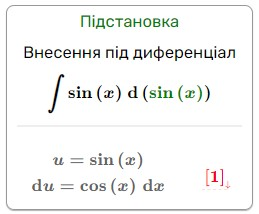 Підстановка
Внесення під диференціал
∫ sin (x) d (sin (x))
u = sin (x)
du = cos (x) dx
[1]↓